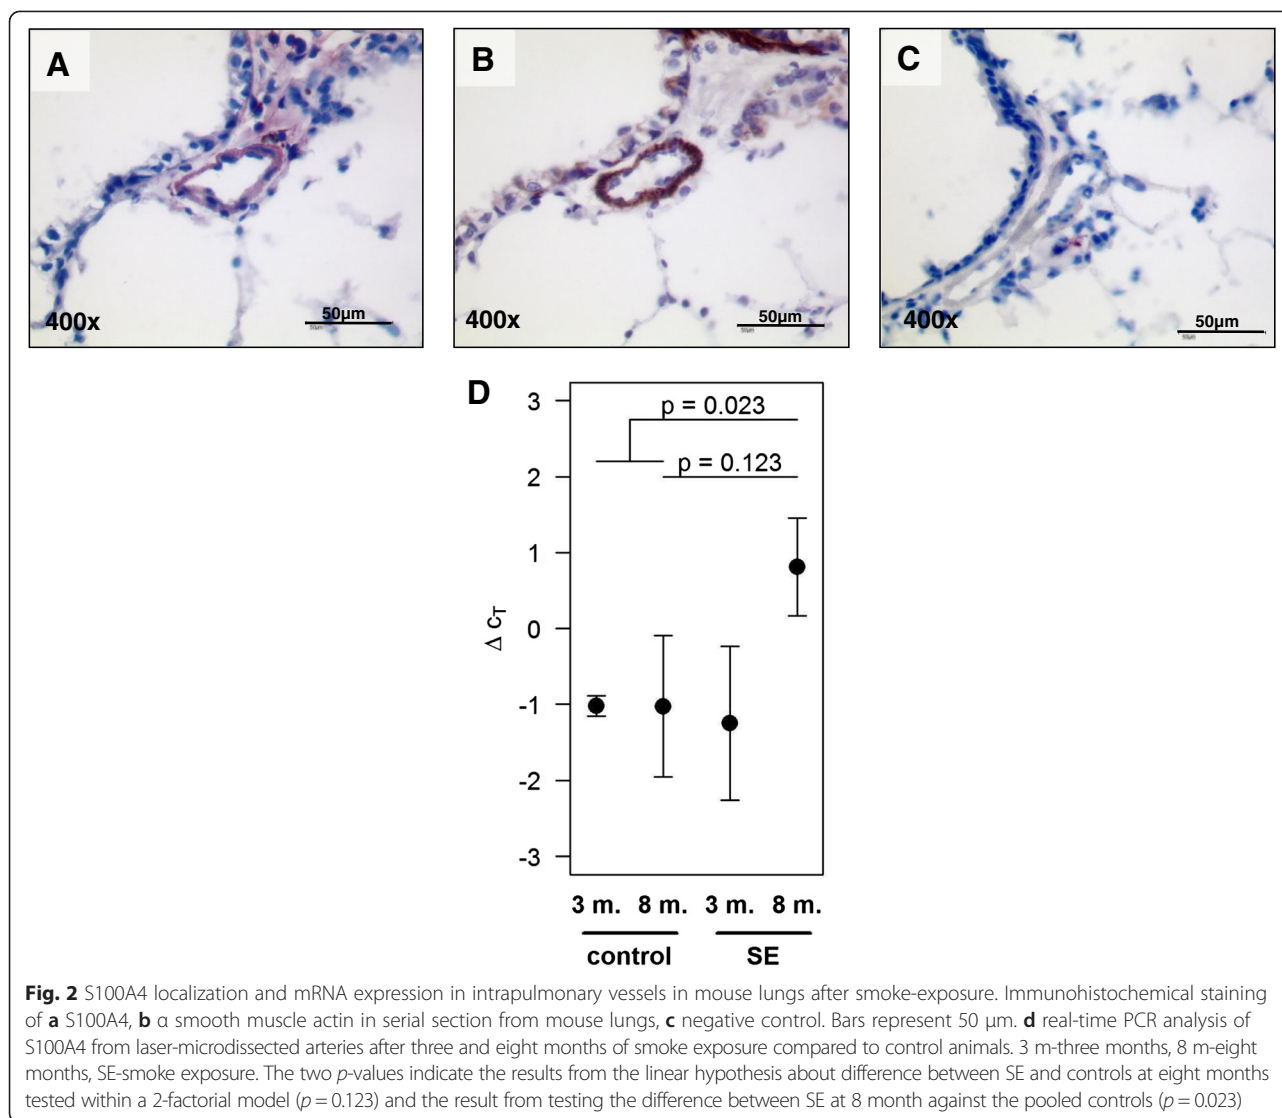 A
B
C
400x
50µm
400x
50µm
400x
50µm
D
3
2
1
0
-1
-2
-3
Δ cT
p = 0.023
p = 0.123
3 m. 8 m. 3 m. 8 m.
control SE
Fig. 2 S100A4 localization and mRNA expression in intrapulmonary vessels in mouse lungs after smoke-exposure. Immunohistochemical staining
of a S100A4, b α smooth muscle actin in serial section from mouse lungs, c negative control. Bars represent 50 μm. d real-time PCR analysis of
S100A4 from laser-microdissected arteries after three and eight months of smoke exposure compared to control animals. 3 m-three months, 8 m-eight
months, SE-smoke exposure. The two p-values indicate the results from the linear hypothesis about difference between SE and controls at eight months
tested within a 2-factorial model (p = 0.123) and the result from testing the difference between SE at 8 month against the pooled controls (p = 0.023)